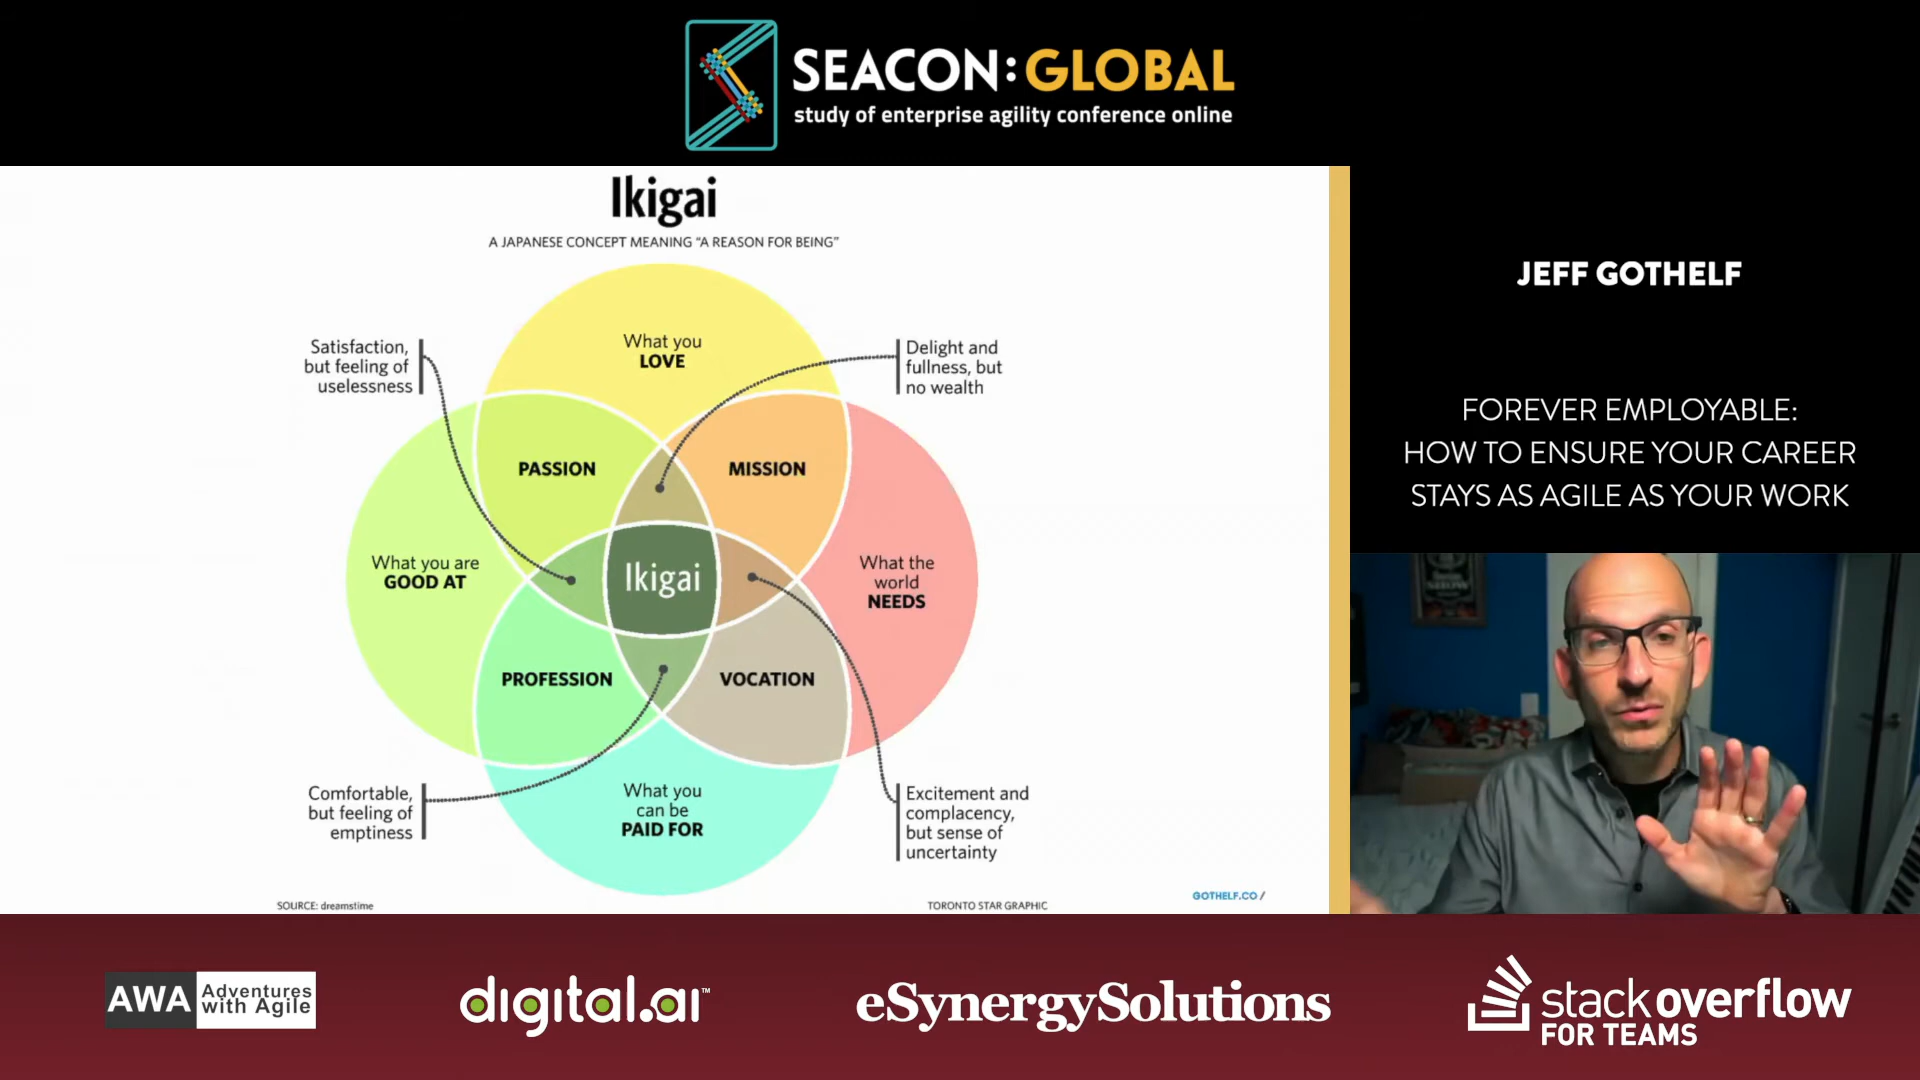 SEACON:GLOBAL
study of enterprise agility conference online
Ikigai
A JAPANESE CONCEPT MEANING "A REASON FOR BEING"
What you
LOVE
Satisfaction,
but feeling of
uselessness
Delight and
fullness, but
no wealth
PASSION
MISSION
What you are
GOOD AT
Ikigai
What the
world
NEEDS
PROFESSION
VOCATION
What you
can be
PAID FOR
Comfortable,
but feeling of
emptiness
Excitement and
complacency,
but sense of
uncertainty
SOURCE: dreamstime
TORONTO STAR GRAPHIC
GOTHELF.CO /
JEFF GOTHELF
FOREVER EMPLOYABLE:
HOW TO ENSURE YOUR CAREER
STAYS AS AGILE AS YOUR WORK
AWA Adventures
with Agile
digital.ai™
eSynergySolutions
stackoverflow
FOR TEAMS